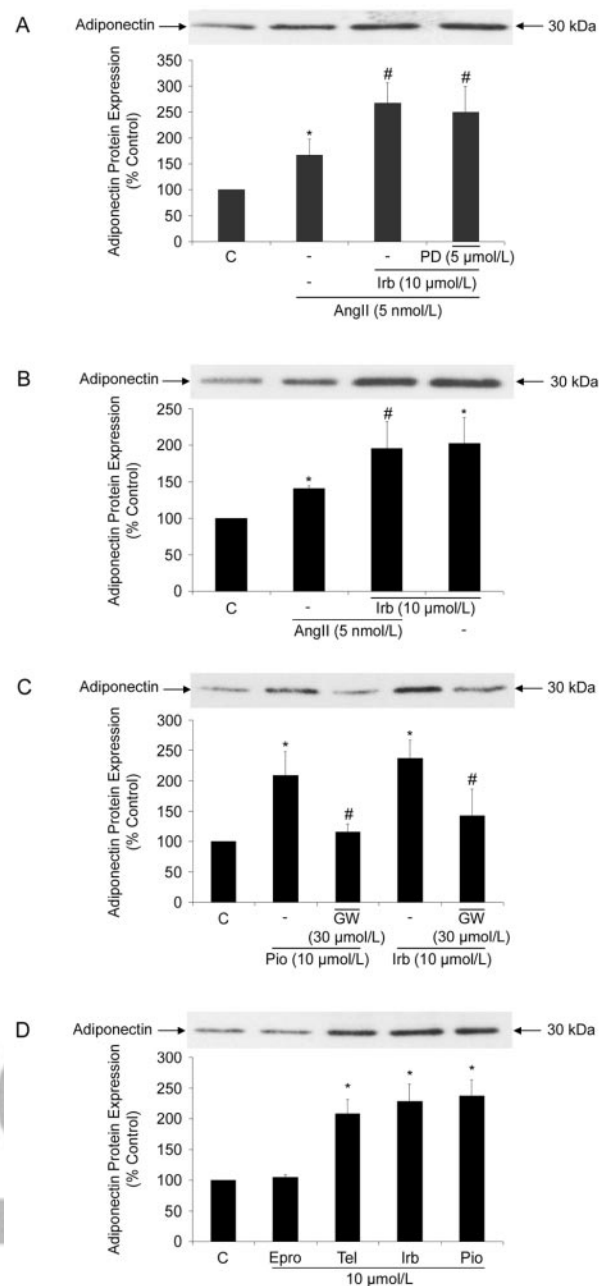 A
Adiponectin
30 kDa
Adiponectin Protein Expression
(% Control)
350
300
250
200
150
100
50
0
*
#
#
C - - PD (5 µmol/L)
- Irb (10 µmol/L)
AngII (5 nmol/L)
B
Adiponectin
30 kDa
Adiponectin Protein Expression
(% Control)
250
200
150
100
50
0
*
#
*
C - Irb (10 µmol/L)
AngII (5 nmol/L) -
C
Adiponectin
30 kDa
Adiponectin Protein Expression
(% Control)
300
250
200
150
100
50
0
*
#
*
#
C - GW - GW
(30 µmol/L) (30 µmol/L)
Pio (10 µmol/L) Irb (10 µmol/L)
D
Adiponectin
30 kDa
Adiponectin Protein Expression
(% Control)
300
250
200
150
100
50
0
*
*
*
C Epro Tel Irb Pio
10 µmol/L